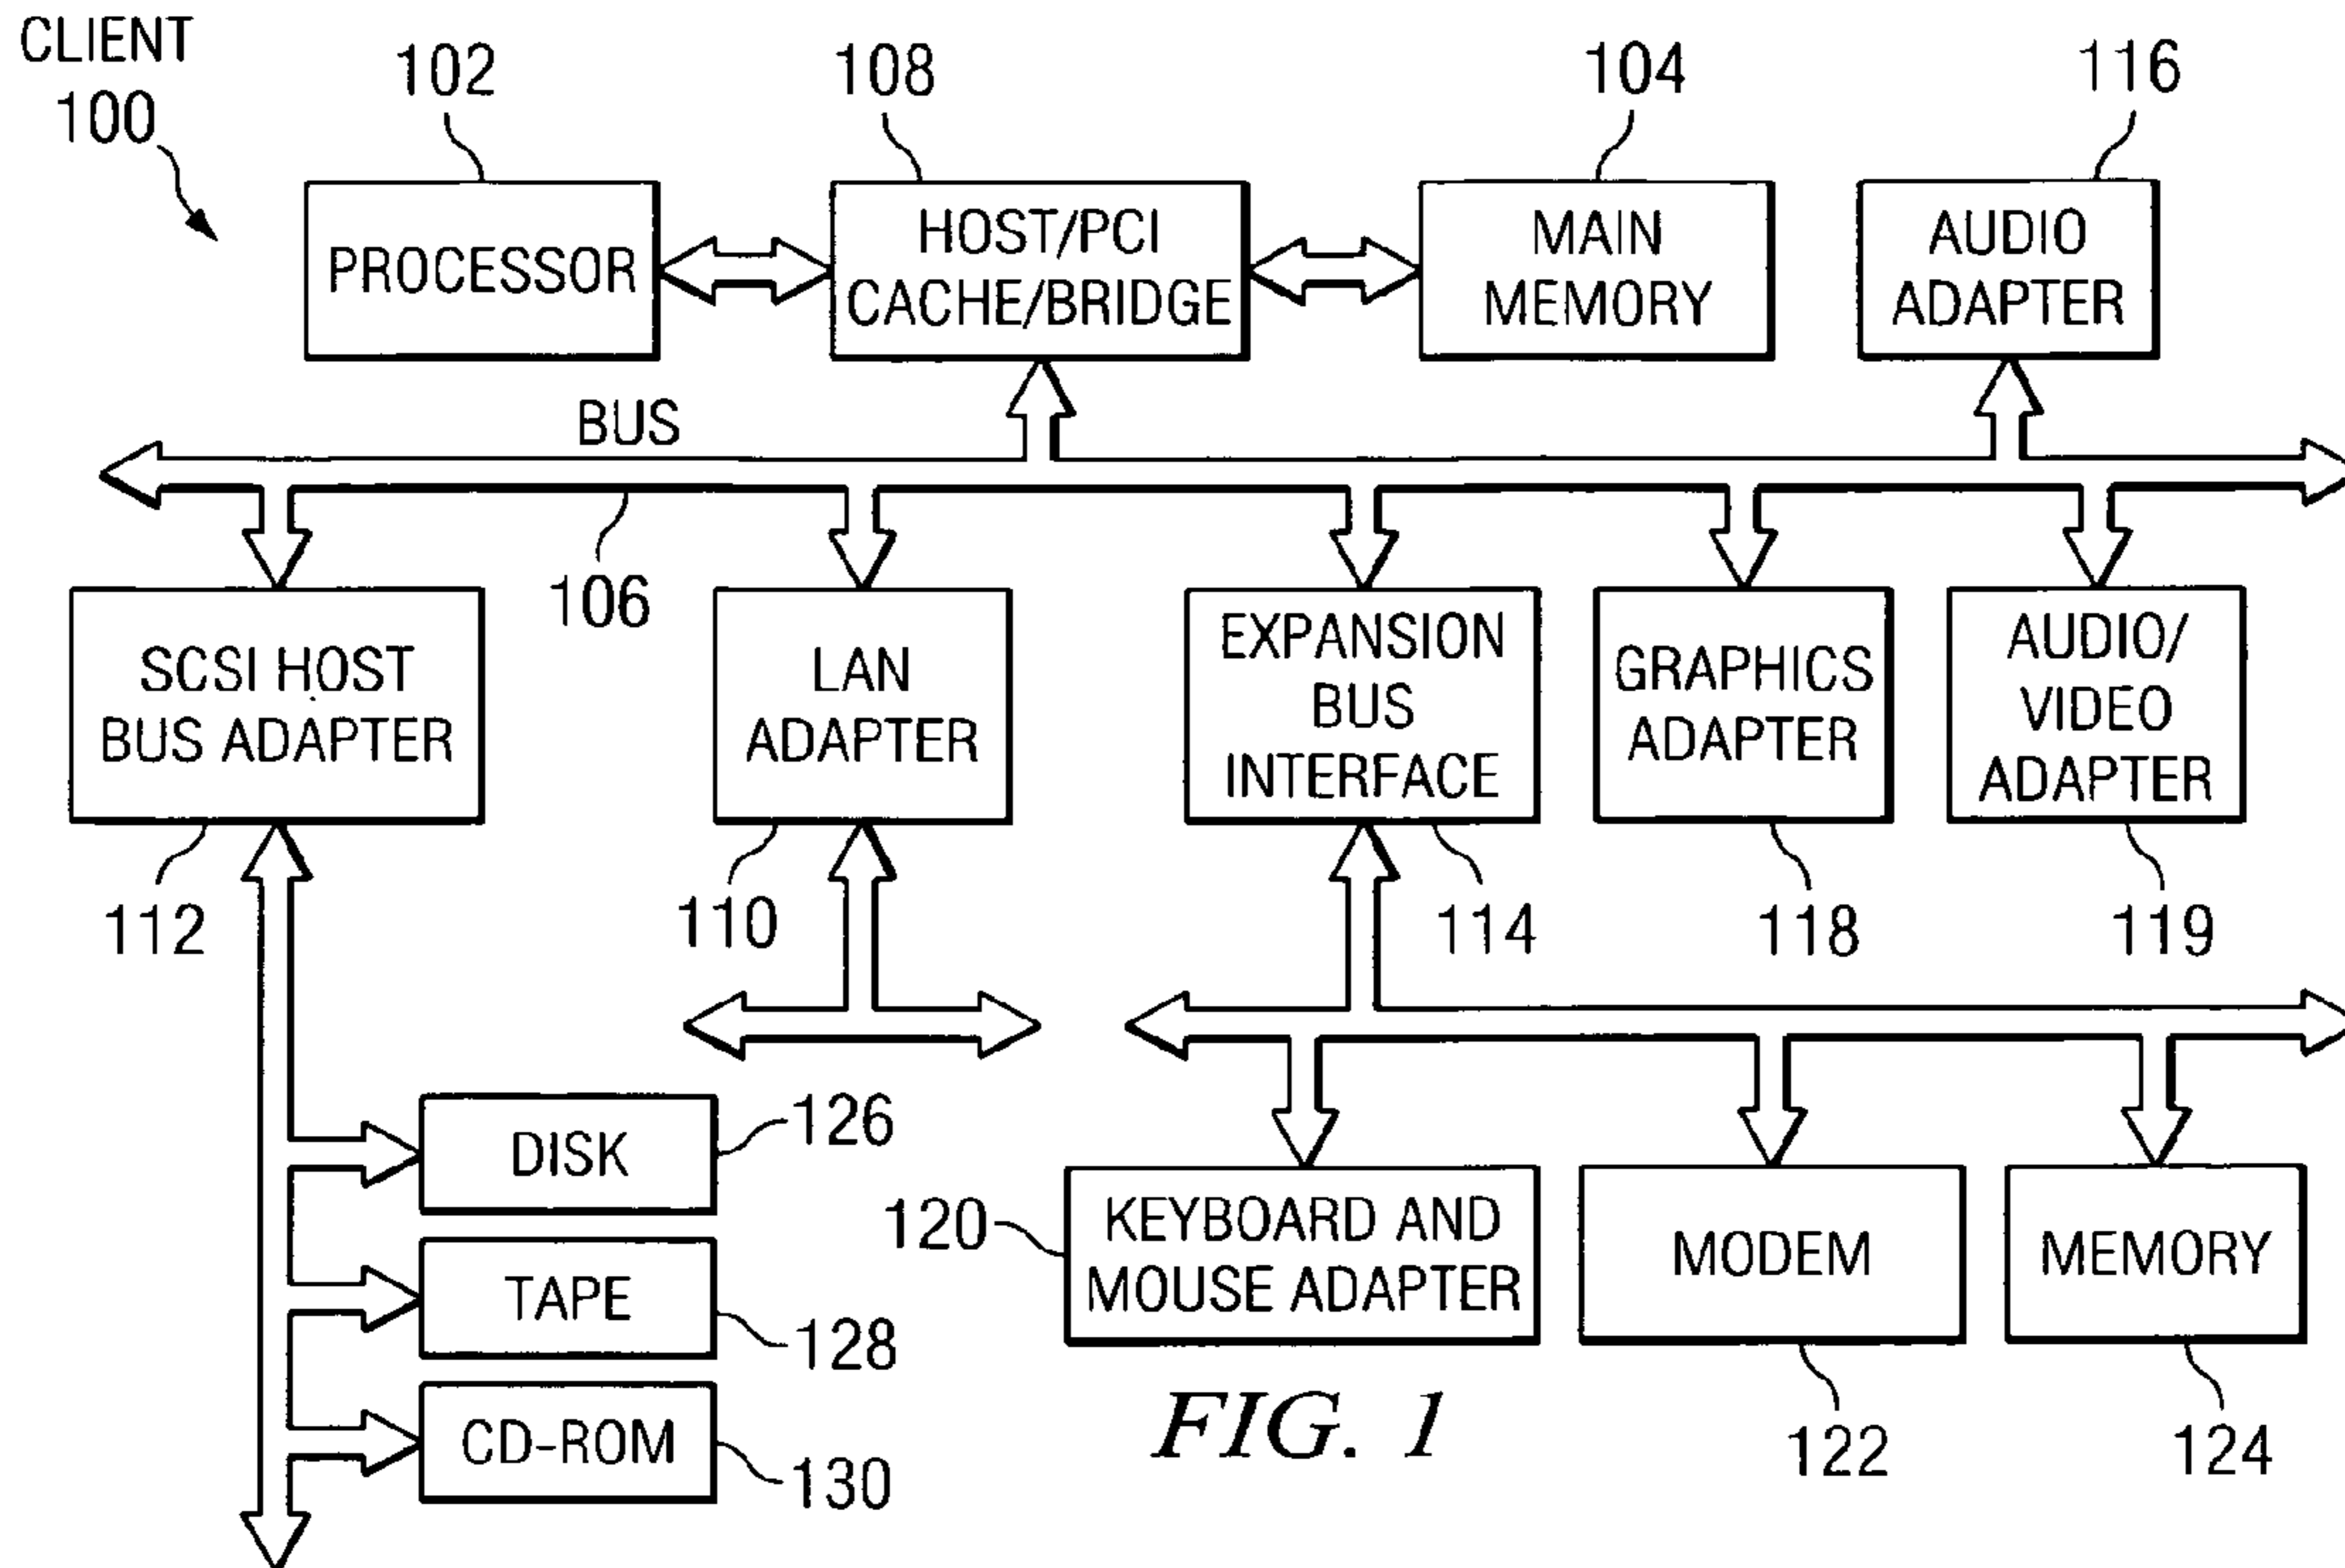 CLIENT
100
102
108
104
116
PROCESSOR
HOST/PCI
CACHE/BRIDGE
MAIN
MEMORY
AUDIO
ADAPTER
BUS
106
SCSI HOST
BUS ADAPTER
LAN
ADAPTER
EXPANSION
BUS
INTERFACE
GRAPHICS
ADAPTER
AUDIO/
VIDEO
ADAPTER
112
110
114
118
119
DISK
126
TAPE
128
CD-ROM
130
120
KEYBOARD AND
MOUSE ADAPTER
MODEM
MEMORY
122
124
FIG. 1